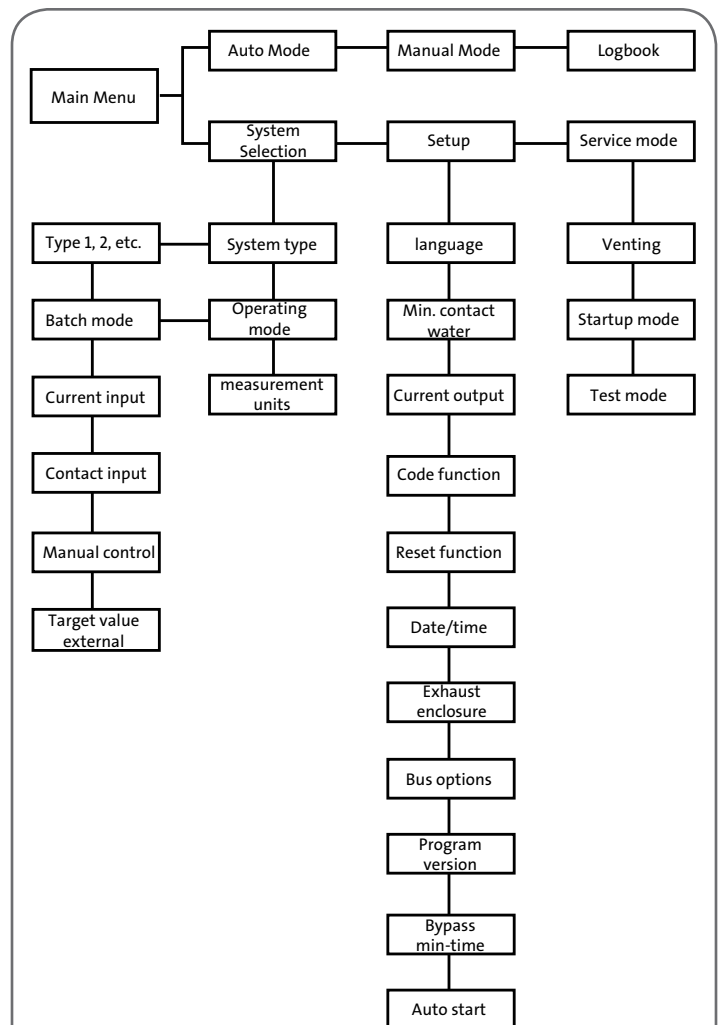 Auto Mode
Manual Mode
Logbook
Main Menu
System
Selection
Setup
Service mode
Type 1, 2, etc.
System type
language
Venting
Batch mode
Operating
mode
Min. contact
water
Startup mode
Current input
measurement
units
Current output
Test mode
Contact input
Code function
Manual control
Reset function
Target value
external
Date/time
Exhaust
enclosure
Bus options
Program
version
Bypass
min-time
Auto start